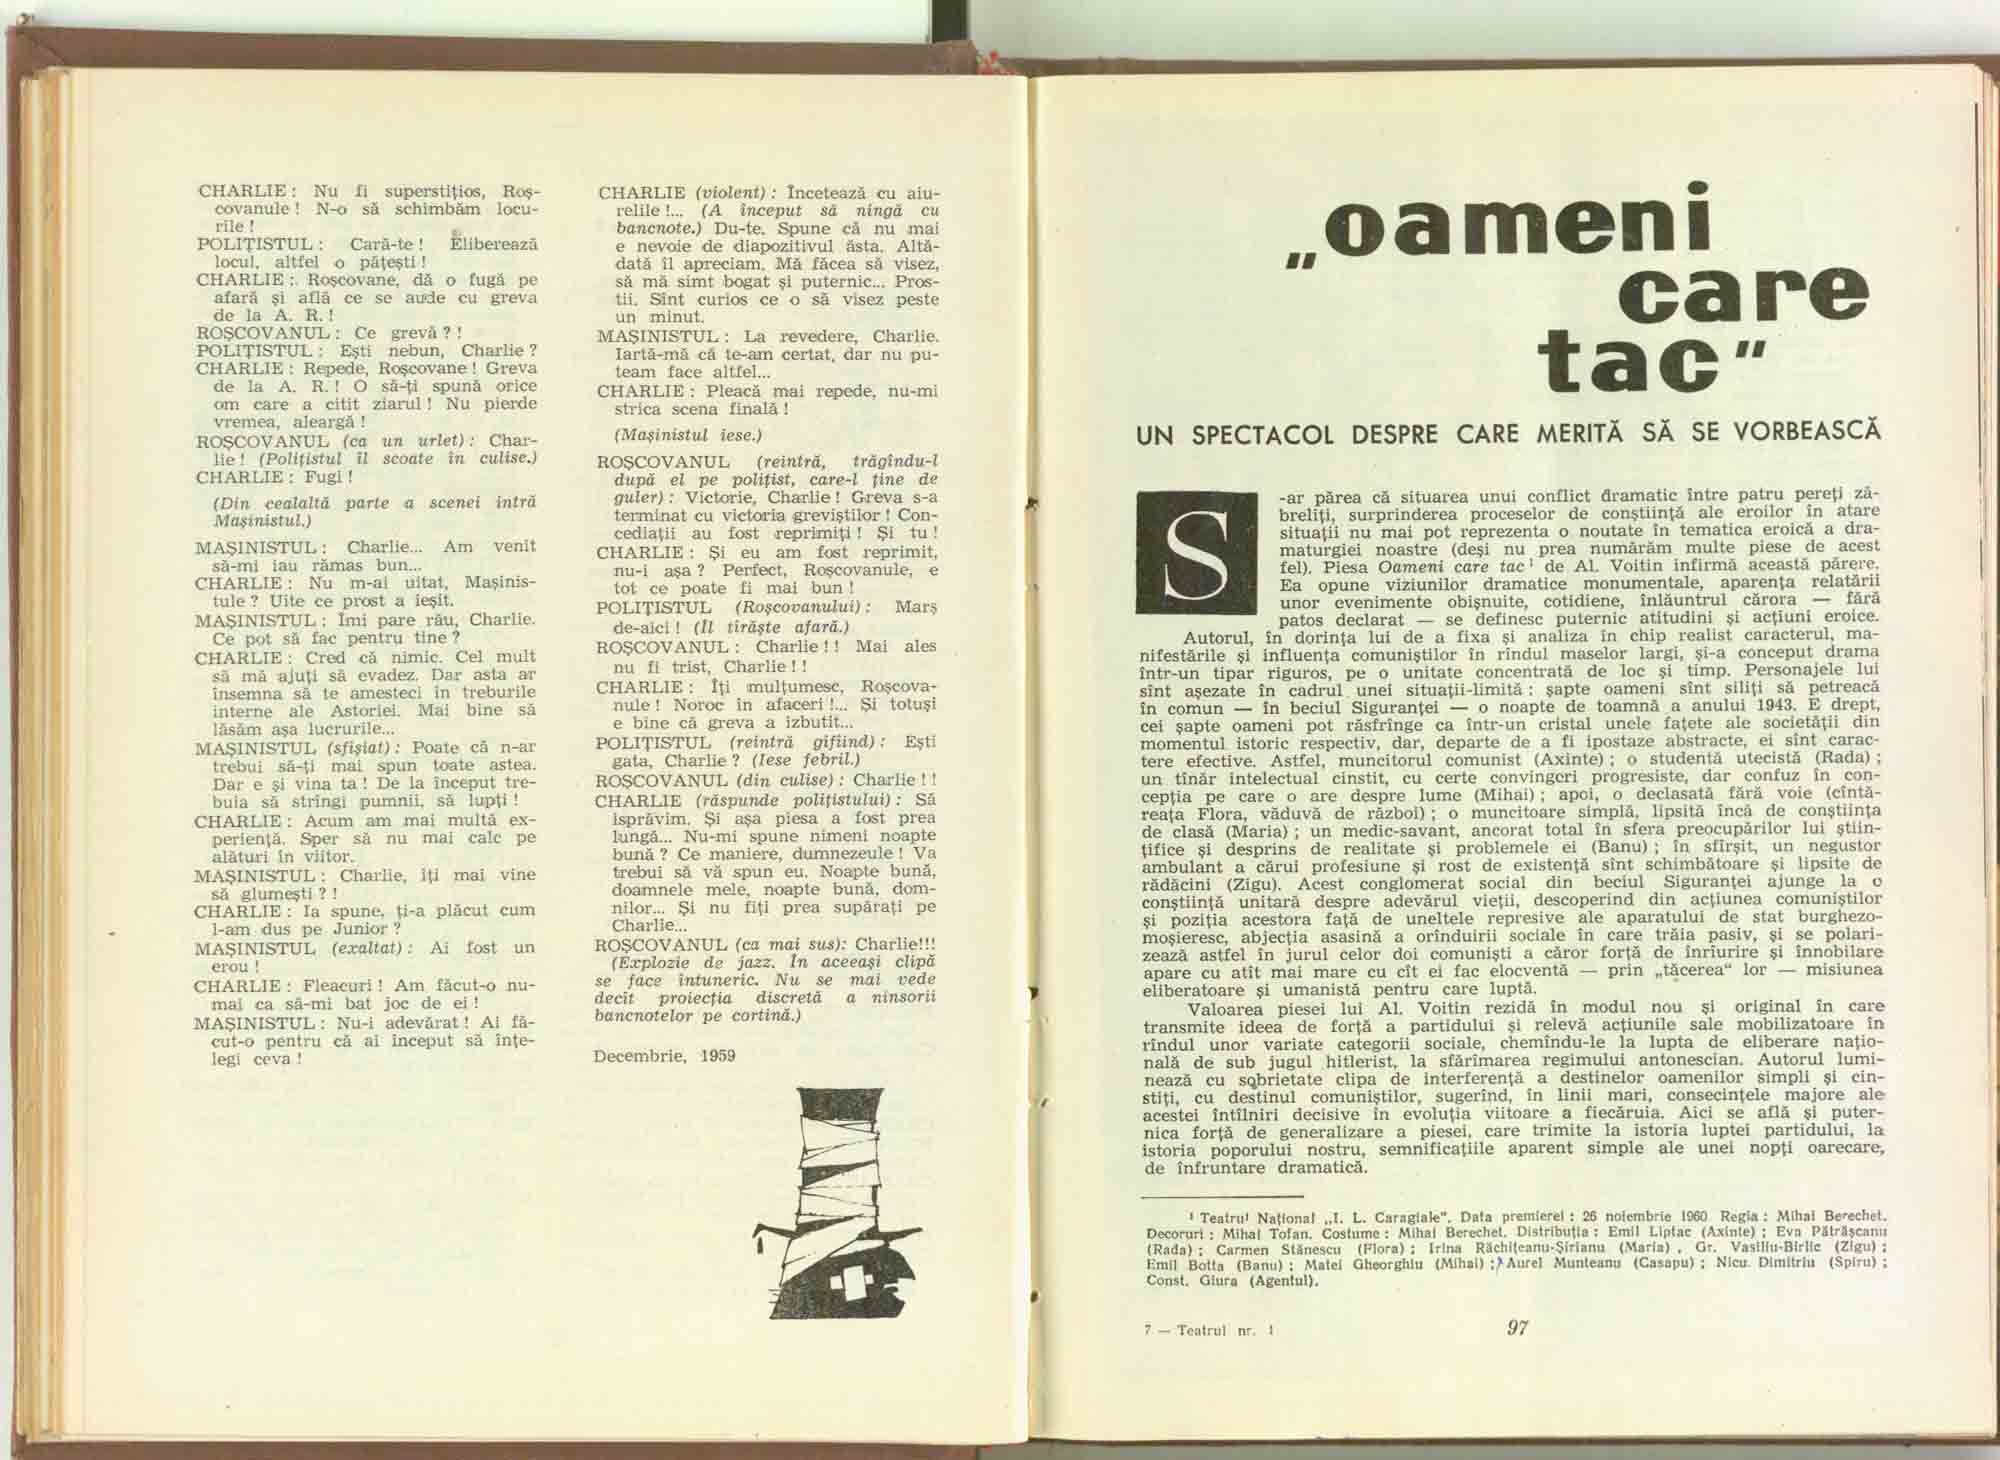 CHARLIE : Nu fi superstițios, Roș-
covanule ! N-o să schimbăm locu-
rile !
POLIȚISTUL : Cară-te ! Eliberează
locul, altfel o pățești !
CHARLIE : Roșcovane, dă o fugă pe
afară și află ce se aude cu greva
de la A. R. !
ROȘCOVANUL : Ce grevă ? !
POLIȚISTUL : Ești nebun, Charlie ?
CHARLIE : Repede, Roșcovane ! Greva
de la A. R. ! O să-ți spună orice
om care a citit ziarul ! Nu pierde
vremea, aleargă !
ROȘCOVANUL (ca un urlet) : Char-
lie ! (Polițistul îl scoate în culise.)
CHARLIE : Fugi !
(Din cealaltă parte a scenei intră
Mașinistul.)
MAȘINISTUL : Charlie... Am venit
să-mi iau rămas bun...
CHARLIE : Nu m-ai uitat, Mașinis-
tule ? Uite ce prost a ieșit.
MAȘINISTUL : Îmi pare rău, Charlie.
Ce pot să fac pentru tine ?
CHARLIE : Cred că nimic. Cel mult
să mă ajuți să evadez. Dar asta ar
însemna să te amesteci în treburile
interne ale Astoriei. Mai bine să
lăsăm așa lucrurile...
MAȘINISTUL (sfîșiat) : Poate că n-ar
trebui să-ți mai spun toate astea.
Dar e și vina ta ! De la început tre-
buia să strîngi pumnii, să lupți !
CHARLIE : Acum am mai multă ex-
periență. Sper să nu mai calc pe
alături în viitor.
MAȘINISTUL : Charlie, îți mai vine
să glumești ? !
CHARLIE : Ia spune, ți-a plăcut cum
l-am dus pe Junior ?
MAȘINISTUL (exaltat) : Ai fost un
erou !
CHARLIE : Fleacuri ! Am făcut-o nu-
mai ca să-mi bat joc de ei !
MAȘINISTUL : Nu-i adevărat ! Ai fă-
cut-o pentru că ai început să înțe-
legi ceva !
CHARLIE (violent) : Încetează cu aiu-
relile !... (A început să ningă cu
bancnote.) Du-te. Spune că nu mai
e nevoie de diapozitivul ăsta. Altă-
dată îl apreciam. Mă făcea să visez,
să mă simt bogat și puternic... Pros-
tii. Sînt curios ce o să visez peste
un minut.
MAȘINISTUL : La revedere, Charlie.
Iartă-mă că te-am certat, dar nu pu-
team face altfel...
CHARLIE : Pleacă mai repede, nu-mi
strica scena finală !
(Mașinistul iese.)
ROȘCOVANUL (reintră, trăgîndu-l
după el pe polițist, care-l ține de
guler) : Victorie, Charlie ! Greva s-a
terminat cu victoria greviștilor ! Con-
cediații au fost reprimiți ! Și tu !
CHARLIE : Și eu am fost reprimit,
nu-i așa ? Perfect, Roșcovanule, e
tot ce poate fi mai bun !
POLIȚISTUL (Roșcovanului) : Marș
de-aici ! (Îl tîrăște afară.)
ROȘCOVANUL : Charlie ! ! Mai ales
nu fi trist, Charlie ! !
CHARLIE : Îți mulțumesc, Roșcova-
nule ! Noroc în afaceri !... Și totuși
e bine că greva a izbutit...
POLIȚISTUL (reintră gîfîind) : Ești
gata, Charlie ? (Iese febril.)
ROȘCOVANUL (din culise) : Charlie ! !
CHARLIE (răspunde polițistului) : Să
isprăvim. Și așa piesa a fost prea
lungă... Nu-mi spune nimeni noapte
bună ? Ce maniere, dumnezeule ! Va
trebui să vă spun eu. Noapte bună,
doamnele mele, noapte bună, dom-
nilor... Și nu fiți prea supărați pe
Charlie...
ROȘCOVANUL (ca mai sus): Charlie!!!
(Explozie de jazz. În aceeași clipă
se face întuneric. Nu se mai vede
decît proiecția discretă a ninsorii
bancnotelor pe cortină.)
Decembrie, 1959
„oameni
care
tac"
UN SPECTACOL DESPRE CARE MERITĂ SĂ SE VORBEASCĂ
S-ar părea că situarea unui conflict dramatic între patru pereți ză-
breliți, surprinderea proceselor de conștiință ale eroilor în atare
situații nu mai pot reprezenta o noutate în tematica eroică a dra-
maturgiei noastre (deși nu prea numărăm multe piese de acest
fel). Piesa Oameni care tac ¹ de Al. Voitin infirmă această părere.
Ea opune viziunilor dramatice monumentale, aparența relatării
unor evenimente obișnuite, cotidiene, înlăuntrul cărora — fără
patos declarat — se definesc puternic atitudini și acțiuni eroice.
Autorul, în dorința lui de a fixa și analiza în chip realist caracterul, ma-
nifestările și influența comuniștilor în rîndul maselor largi, și-a conceput drama
într-un tipar riguros, pe o unitate concentrată de loc și timp. Personajele lui
sînt așezate în cadrul unei situații-limită : șapte oameni sînt siliți să petreacă
în comun — în beciul Siguranței — o noapte de toamnă a anului 1943. E drept,
cei șapte oameni pot răsfrînge ca într-un cristal unele fațete ale societății din
momentul istoric respectiv, dar, departe de a fi ipostaze abstracte, ei sînt carac-
tere efective. Astfel, muncitorul comunist (Axinte) ; o studentă utecistă (Rada) ;
un tînăr intelectual cinstit, cu certe convingeri progresiste, dar confuz în con-
cepția pe care o are despre lume (Mihai) ; apoi, o declasată fără voie (cîntă-
reața Flora, văduvă de război) ; o muncitoare simplă, lipsită încă de conștiința
de clasă (Maria) ; un medic-savant, ancorat total în sfera preocupărilor lui știin-
țifice și desprins de realitate și problemele ei (Banu) ; în sfîrșit, un negustor
ambulant a cărui profesiune și rost de existență sînt schimbătoare și lipsite de
rădăcini (Zigu). Acest conglomerat social din beciul Siguranței ajunge la o
conștiință unitară despre adevărul vieții, descoperind din acțiunea comuniștilor
și poziția acestora față de uneltele represive ale aparatului de stat burghezo-
moșieresc, abjecția asasină a orînduirii sociale în care trăia pasiv, și se polari-
zează astfel în jurul celor doi comuniști a căror forță de înrîurire și înnobilare
apare cu atît mai mare cu cît ei fac elocventă — prin „tăcerea" lor — misiunea
eliberatoare și umanistă pentru care luptă.
Valoarea piesei lui Al. Voitin rezidă în modul nou și original în care
transmite ideea de forță a partidului și relevă acțiunile sale mobilizatoare în
rîndul unor variate categorii sociale, chemîndu-le la lupta de eliberare națio-
nală de sub jugul hitlerist, la sfărîmarea regimului antonescian. Autorul lumi-
nează cu sobrietate clipa de interferență a destinelor oamenilor simpli și cin-
stiți, cu destinul comuniștilor, sugerînd, în linii mari, consecințele majore ale
acestei întîlniri decisive în evoluția viitoare a fiecăruia. Aici se află și puter-
nica forță de generalizare a piesei, care trimite la istoria luptei partidului, la
istoria poporului nostru, semnificațiile aparent simple ale unei nopți oarecare,
de înfruntare dramatică.
¹ Teatrul Național „I. L. Caragiale". Data premierei : 26 noiembrie 1960. Regia : Mihai Berechet.
Decoruri : Mihai Tofan. Costume : Mihai Berechet. Distribuția : Emil Liptac (Axinte) ; Eva Pătrășcanu
(Rada) ; Carmen Stănescu (Flora) ; Irina Răchițeanu-Șirianu (Maria) , Gr. Vasiliu-Birlic (Zigu) ;
Emil Botta (Banu) ; Matei Gheorghiu (Mihai) ; Aurel Munteanu (Casapu) ; Nicu Dimitriu (Spiru) ;
Const. Giura (Agentul).
7 — Teatrul nr. 1
97